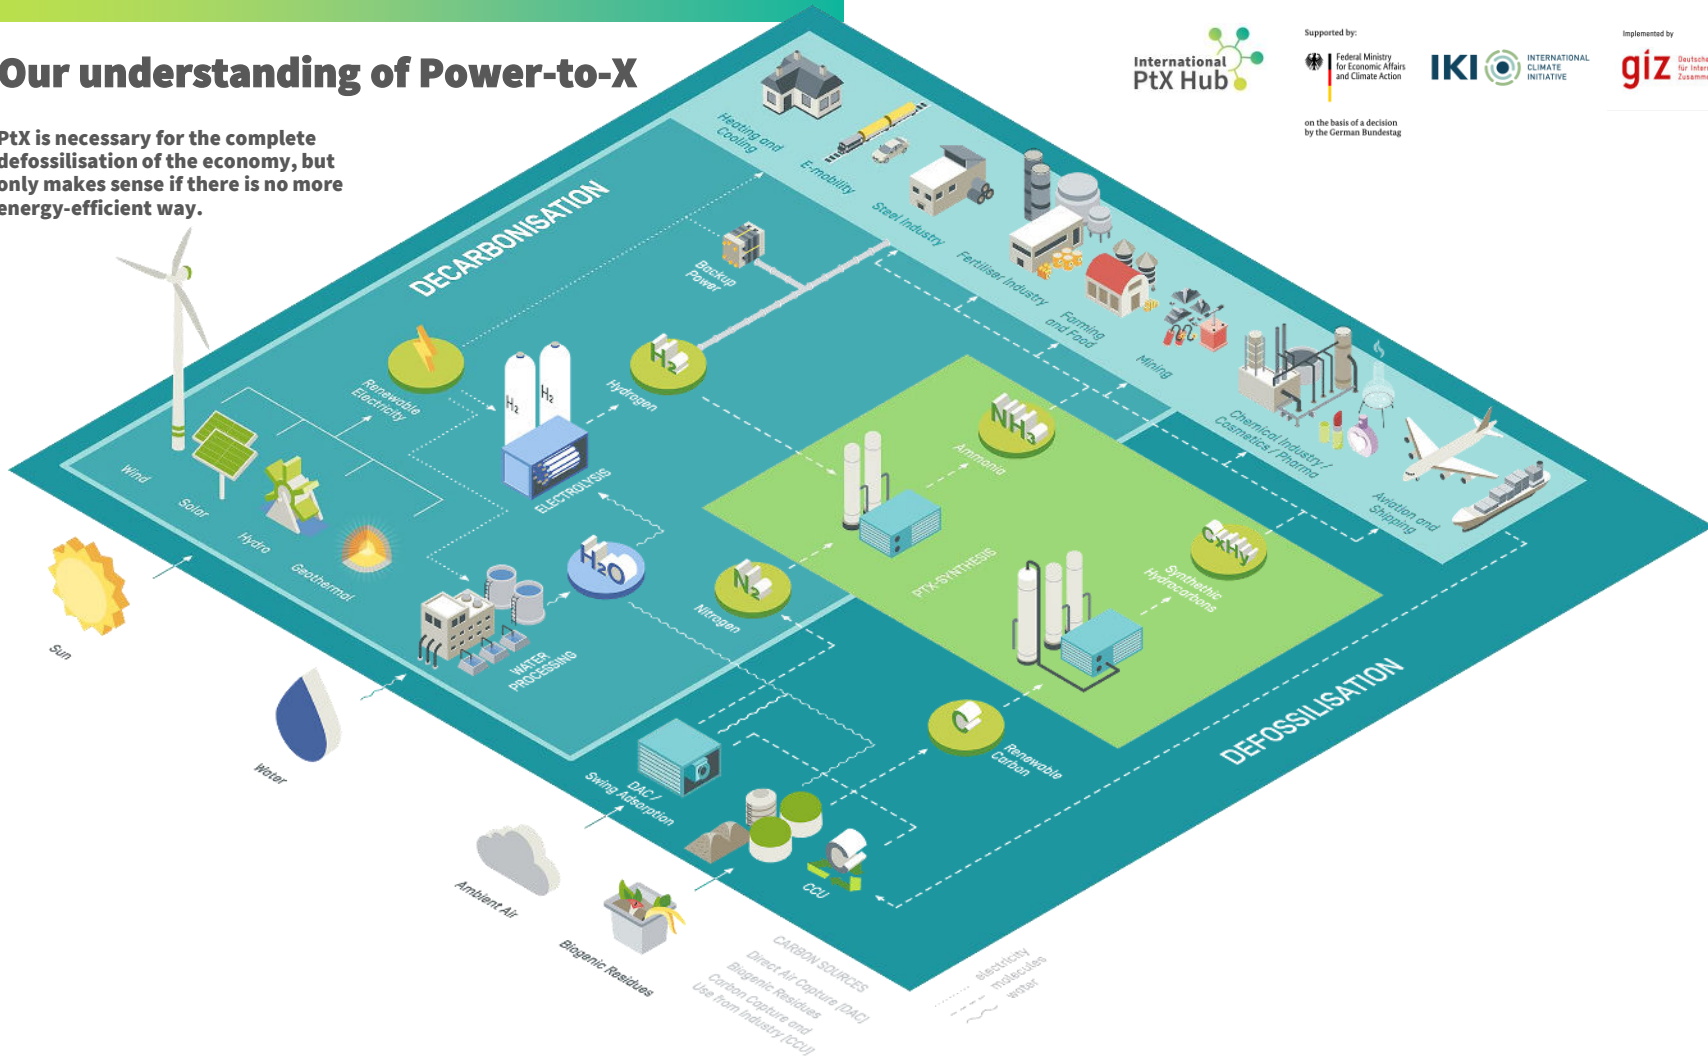 Our understanding of Power-to-X
PtX is necessary for the complete
defossilisation of the economy, but
only makes sense if there is no more
energy-efficient way.
International
PtX Hub
Supported by:
Federal Ministry
for Economic Affairs
and Climate Action
on the basis of a decision
by the German Bundestag
IKI
INTERNATIONAL
CLIMATE
INITIATIVE
Implemented by
giz
DECARBONISATION
Heating and
Cooling
E-mobility
Steel Industry
Fertiliser Industry
Farming
and Food
Mining
Chemical Industry /
Cosmetics / Pharma
Aviation and
Shipping
Backup
Power
Renewable
Electricity
H2
H2
ELECTROLYSIS
H2
Hydrogen
Wind
Solar
Hydro
Geothermal
H2O
WATER
PROCESSING
N2
Nitrogen
NH3
Ammonia
PTX-SYNTHESIS
CxHy
Synthethic
Hydrocarbons
C
Renewable
Carbon
DEFOSSILISATION
DAC /
Swing Adsorption
CCU
Sun
Water
Ambient Air
Biogenic Residues
CARBON SOURCES
Direct Air Capture (DAC)
Biogenic Residues
Carbon Capture and
Use from Industry (CCU)
electricity
molecules
water